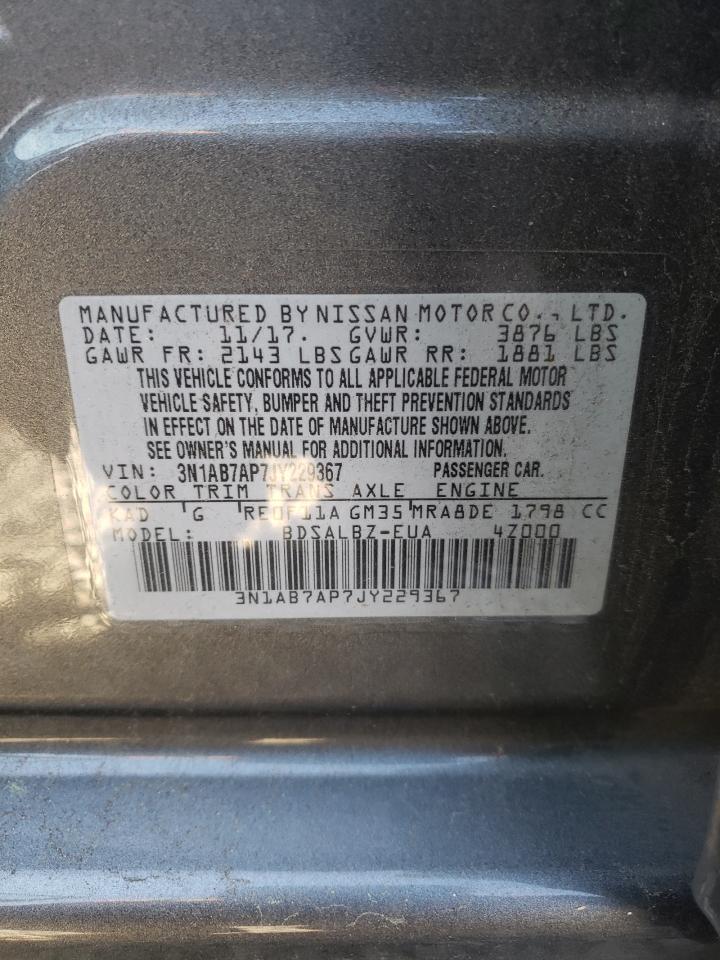 MANUFACTURED BY NISSAN MOTOR CO., LTD.
DATE: 11/17. GVWR: 3876 LBS
GAWR FR: 2143 LBS GAWR RR: 1881 LBS
THIS VEHICLE CONFORMS TO ALL APPLICABLE FEDERAL MOTOR
VEHICLE SAFETY, BUMPER AND THEFT PREVENTION STANDARDS
IN EFFECT ON THE DATE OF MANUFACTURE SHOWN ABOVE.
SEE OWNER'S MANUAL FOR ADDITIONAL INFORMATION.
VIN: 3N1AB7AP7JY229367 PASSENGER CAR.
COLOR TRIM TRANS AXLE ENGINE
KAD G RE0F11A GM35 MRA8DE 1798 CC
MODEL: BDSALBZ-EUA 4Z000
3N1AB7AP7JY229367